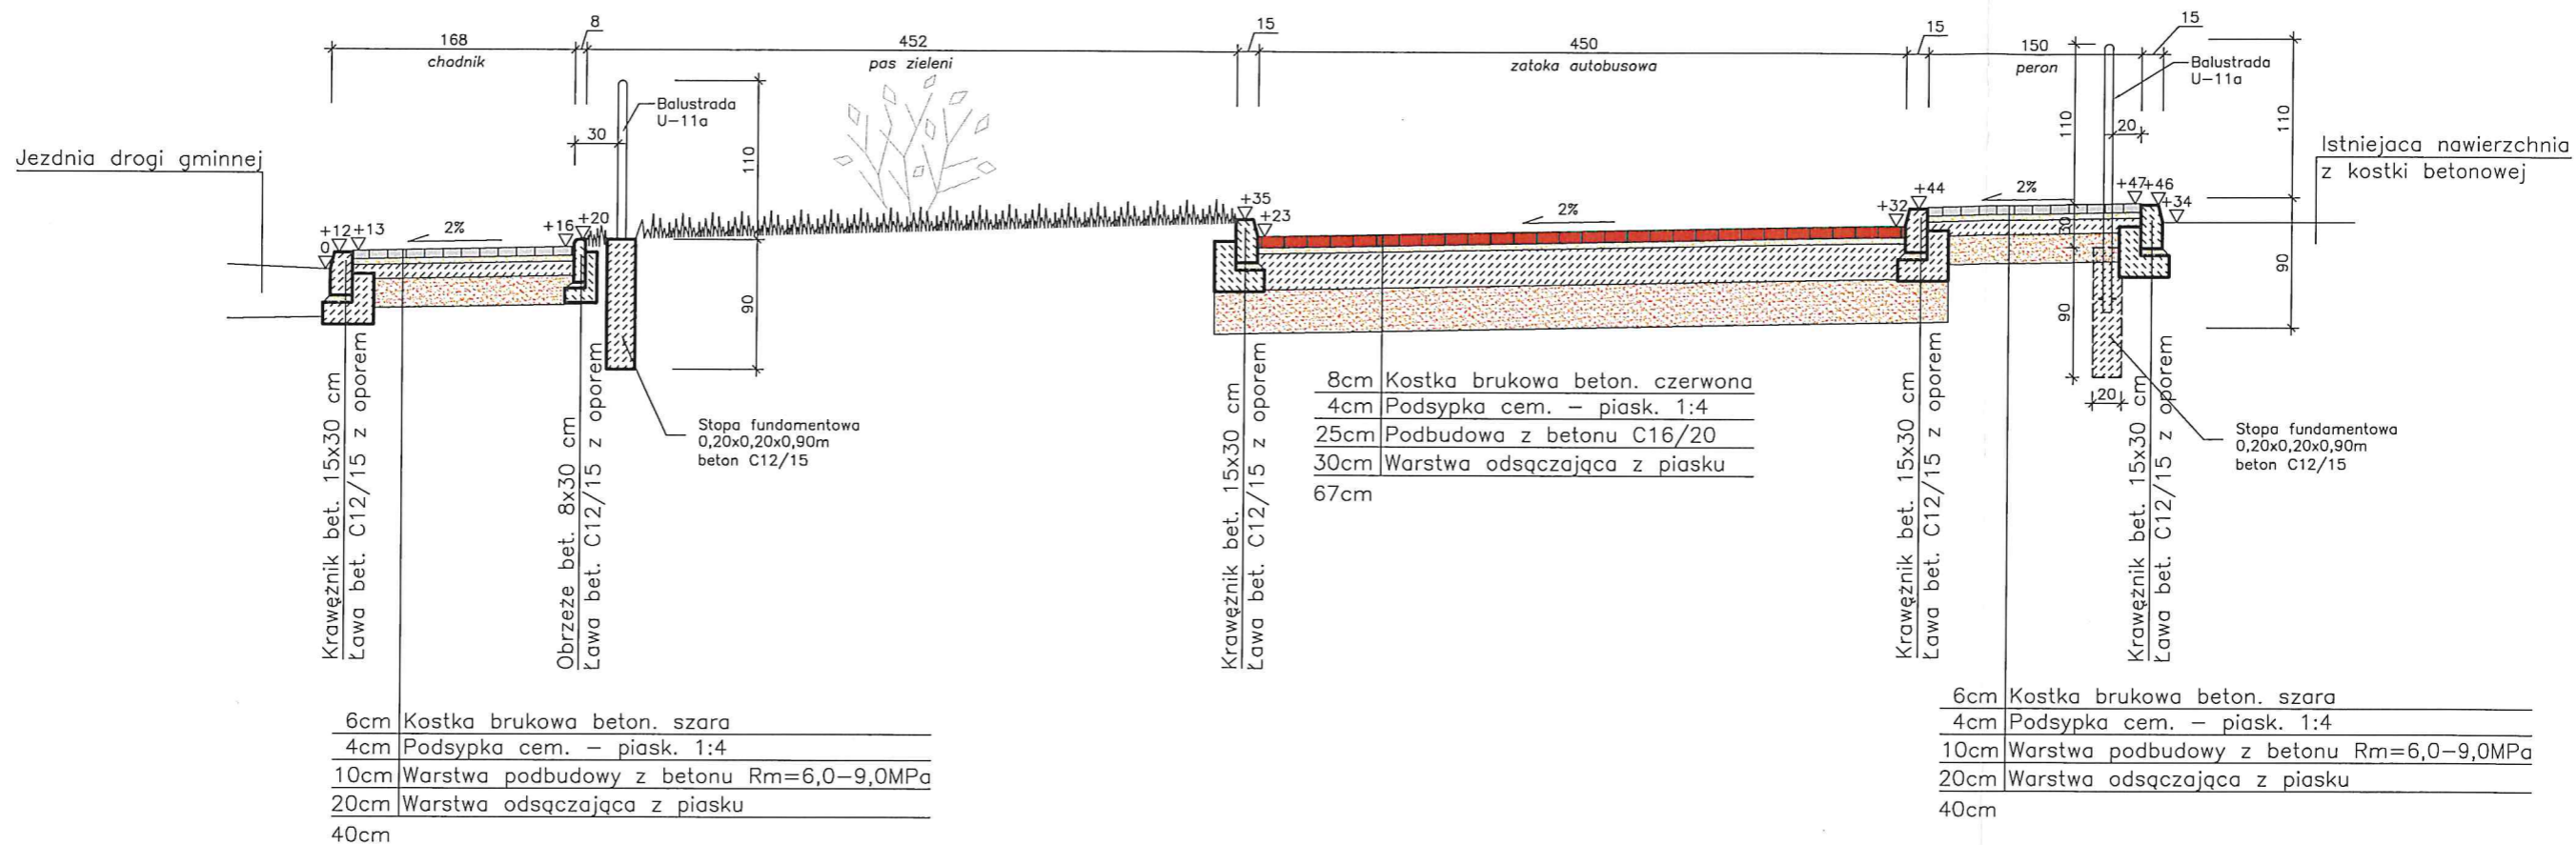 168
chodnik
8
452
pas zieleni
15
450
zatoka autobusowa
15
150
peron
15
Balustrada
U-11a
30
110
90
Balustrada
U-11a
110
20
110
30
90
90
20
Jezdnia drogi gminnej
Istniejaca nawierzchnia
z kostki betonowej
0
+12
+13
2%
+16
+20
+35
+23
2%
+32
+44
2%
+47
+46
+34
Stopa fundamentowa
0,20x0,20x0,90m
beton C12/15
Stopa fundamentowa
0,20x0,20x0,90m
beton C12/15
Krawężnik bet. 15x30 cm
Ława bet. C12/15 z oporem
Obrzeże bet. 8x30 cm
Ława bet. C12/15 z oporem
Krawężnik bet. 15x30 cm
Ława bet. C12/15 z oporem
Krawężnik bet. 15x30 cm
Ława bet. C12/15 z oporem
Krawężnik bet. 15x30 cm
Ława bet. C12/15 z oporem
8cm Kostka brukowa beton. czerwona
4cm Podsypka cem. – piask. 1:4
25cm Podbudowa z betonu C16/20
30cm Warstwa odsączająca z piasku
67cm
6cm Kostka brukowa beton. szara
4cm Podsypka cem. – piask. 1:4
10cm Warstwa podbudowy z betonu Rm=6,0–9,0MPa
20cm Warstwa odsączająca z piasku
40cm
6cm Kostka brukowa beton. szara
4cm Podsypka cem. – piask. 1:4
10cm Warstwa podbudowy z betonu Rm=6,0–9,0MPa
20cm Warstwa odsączająca z piasku
40cm